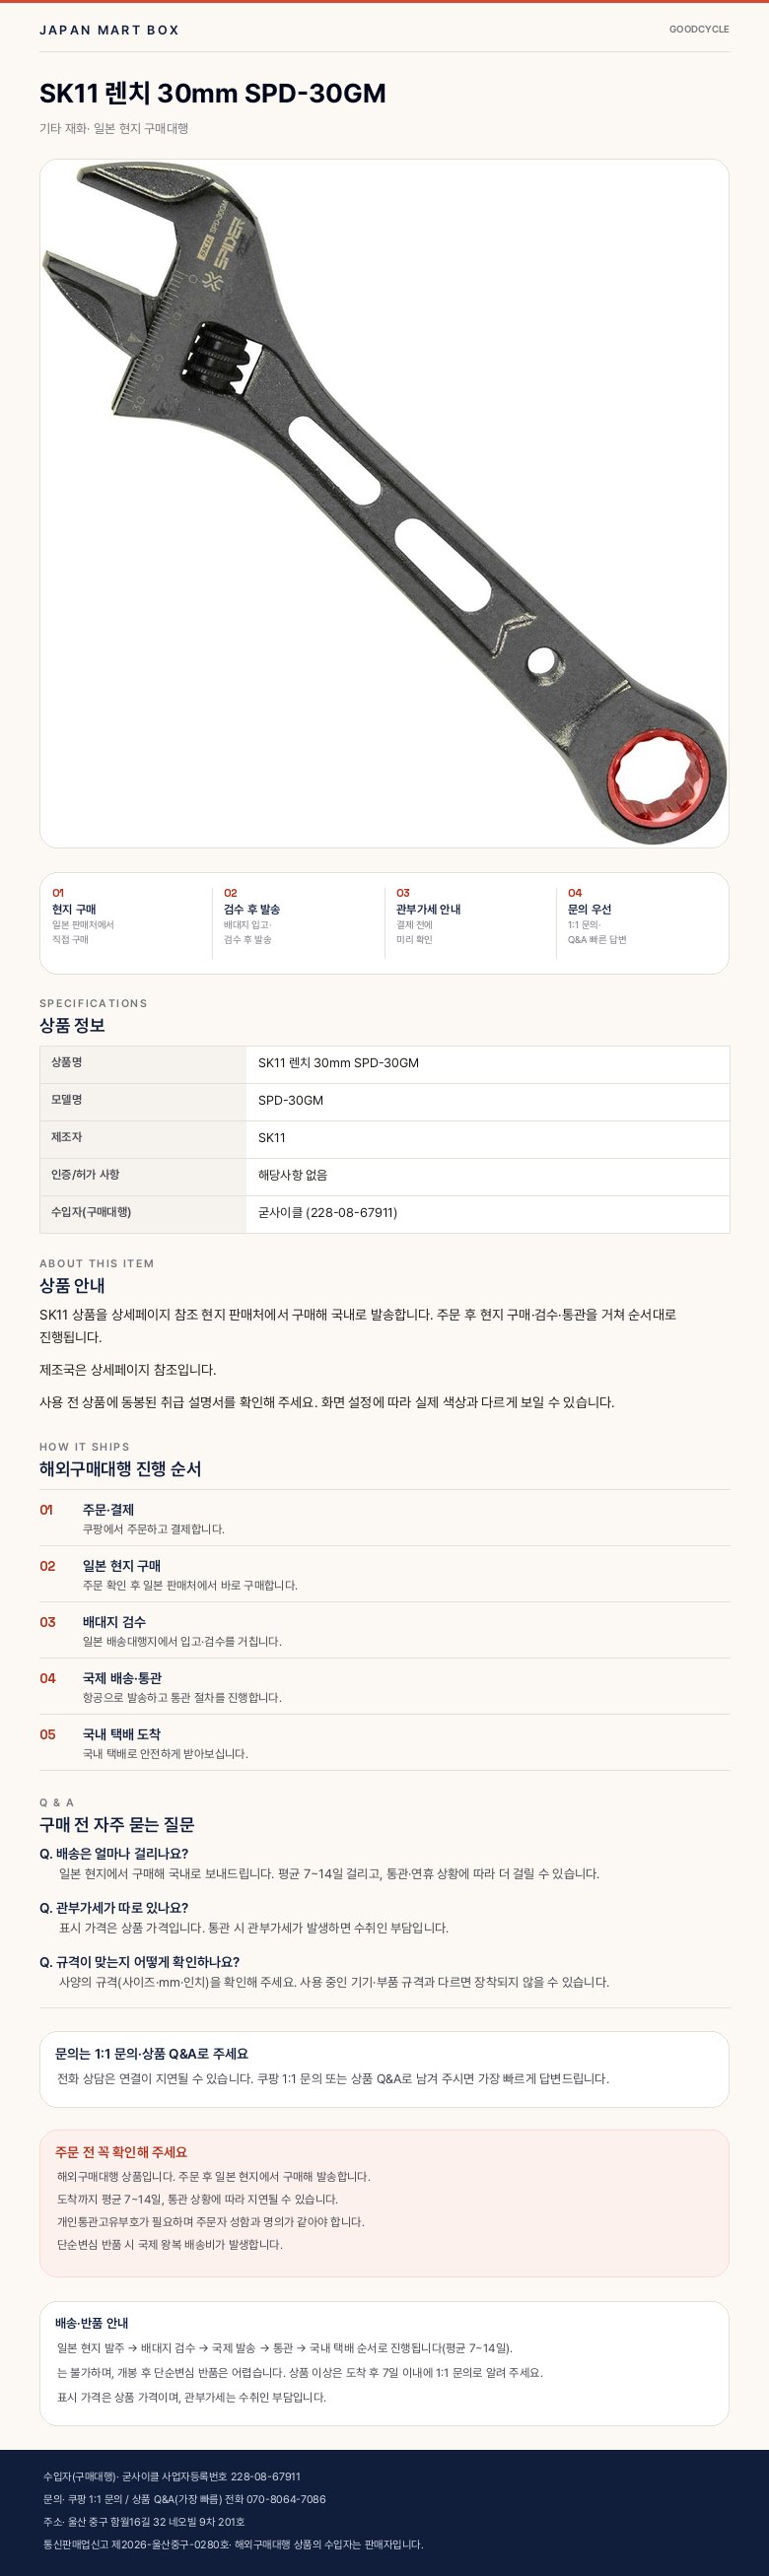 JAPAN MART BOX
GOODCYCLE
SK11 렌치 30mm SPD-30GM
기타 재화· 일본 현지 구매대행
SK11 SPD-30GM
SPIDER
10
20
30
01
현지 구매
일본 판매처에서
직접 구매
02
검수 후 발송
배대지 입고·
검수 후 발송
03
관부가세 안내
결제 전에
미리 확인
04
문의 우선
1:1 문의·
Q&A 빠른 답변
SPECIFICATIONS
상품 정보
상품명 SK11 렌치 30mm SPD-30GM
모델명 SPD-30GM
제조자 SK11
인증/허가 사항 해당사항 없음
수입자(구매대행) 굳사이클 (228-08-67911)
ABOUT THIS ITEM
상품 안내
SK11 상품을 상세페이지 참조 현지 판매처에서 구매해 국내로 발송합니다. 주문 후 현지 구매·검수·통관을 거쳐 순서대로
진행됩니다.
제조국은 상세페이지 참조입니다.
사용 전 상품에 동봉된 취급 설명서를 확인해 주세요. 화면 설정에 따라 실제 색상과 다르게 보일 수 있습니다.
HOW IT SHIPS
해외구매대행 진행 순서
01 주문·결제
쿠팡에서 주문하고 결제합니다.
02 일본 현지 구매
주문 확인 후 일본 판매처에서 바로 구매합니다.
03 배대지 검수
일본 배송대행지에서 입고·검수를 거칩니다.
04 국제 배송·통관
항공으로 발송하고 통관 절차를 진행합니다.
05 국내 택배 도착
국내 택배로 안전하게 받아보십니다.
Q & A
구매 전 자주 묻는 질문
Q. 배송은 얼마나 걸리나요?
일본 현지에서 구매해 국내로 보내드립니다. 평균 7~14일 걸리고, 통관·연휴 상황에 따라 더 걸릴 수 있습니다.
Q. 관부가세가 따로 있나요?
표시 가격은 상품 가격입니다. 통관 시 관부가세가 발생하면 수취인 부담입니다.
Q. 규격이 맞는지 어떻게 확인하나요?
사양의 규격(사이즈·mm·인치)을 확인해 주세요. 사용 중인 기기·부품 규격과 다르면 장착되지 않을 수 있습니다.
문의는 1:1 문의·상품 Q&A로 주세요
전화 상담은 연결이 지연될 수 있습니다. 쿠팡 1:1 문의 또는 상품 Q&A로 남겨 주시면 가장 빠르게 답변드립니다.
주문 전 꼭 확인해 주세요
해외구매대행 상품입니다. 주문 후 일본 현지에서 구매해 발송합니다.
도착까지 평균 7~14일, 통관 상황에 따라 지연될 수 있습니다.
개인통관고유부호가 필요하며 주문자 성함과 명의가 같아야 합니다.
단순변심 반품 시 국제 왕복 배송비가 발생합니다.
배송·반품 안내
일본 현지 발주 → 배대지 검수 → 국제 발송 → 통관 → 국내 택배 순서로 진행됩니다(평균 7~14일).
는 불가하며, 개봉 후 단순변심 반품은 어렵습니다. 상품 이상은 도착 후 7일 이내에 1:1 문의로 알려 주세요.
표시 가격은 상품 가격이며, 관부가세는 수취인 부담입니다.
수입자(구매대행)· 굳사이클 사업자등록번호 228-08-67911
문의· 쿠팡 1:1 문의 / 상품 Q&A(가장 빠름) 전화 070-8064-7086
주소· 울산 중구 함월16길 32 네오빌 9차 201호
통신판매업신고 제2026-울산중구-0280호· 해외구매대행 상품의 수입자는 판매자입니다.